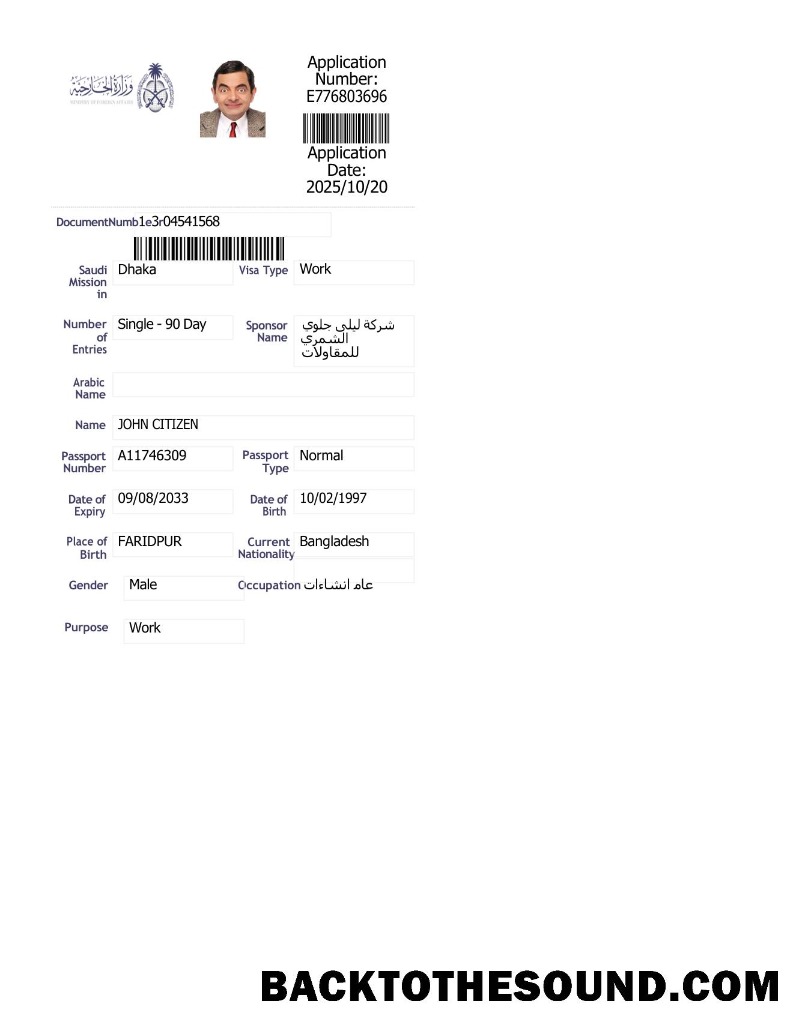 وزارة الخارجية
MINISTRY OF FOREIGN AFFAIRS
Application
Number:
E776803696
Application
Date:
2025/10/20
DocumentNumb1e3r04541568
Saudi
Mission
in
Dhaka
Visa Type
Work
Number
of
Entries
Single - 90 Day
Sponsor
Name
شركة ليلى جلوي
الشمري
للمقاولات
Arabic
Name
Name
JOHN CITIZEN
Passport
Number
A11746309
Passport
Type
Normal
Date of
Expiry
09/08/2033
Date of
Birth
10/02/1997
Place of
Birth
FARIDPUR
Current
Nationality
Bangladesh
Gender
Male
Occupation
عام انشاءات
Purpose
Work
BACKTOTHESOUND.COM